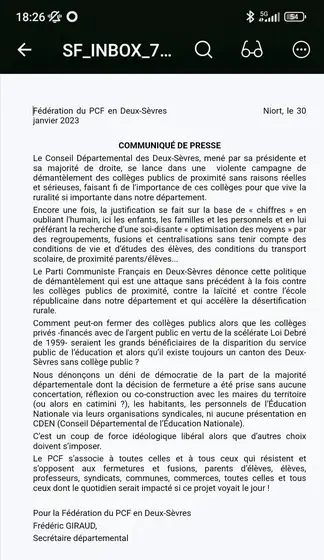 18:26
5G
54
SF_INBOX_7...
Fédération du PCF en Deux-Sèvres Niort, le 30
janvier 2023
COMMUNIQUÉ DE PRESSE
Le Conseil Départemental des Deux-Sèvres, mené par sa présidente et
sa majorité de droite, se lance dans une violente campagne de
démantèlement des collèges publics de proximité sans raisons réelles
et sérieuses, faisant fi de l'importance de ces collèges pour que vive la
ruralité si importante dans notre département.
Encore une fois, la justification se fait sur la base de « chiffres » en
oubliant l'humain, ici les enfants, les familles et les personnels et en lui
préférant la recherche d'une soi-disante « optimisation des moyens » par
des regroupements, fusions et centralisations sans tenir compte des
conditions de vie et d'études des élèves, des conditions du transport
scolaire, de proximité parents/élèves...
Le Parti Communiste Français en Deux-Sèvres dénonce cette politique
de démantèlement qui est une attaque sans précédent à la fois contre
les collèges publics de proximité, contre la laïcité et contre l'école
républicaine dans notre département et qui accélère la désertification
rurale.
Comment peut-on fermer des collèges publics alors que les collèges
privés -financés avec de l'argent public en vertu de la scélérate Loi Debré
de 1959- seraient les grands bénéficiaires de la disparition du service
public de l'éducation et alors qu'il existe toujours un canton des Deux-
Sèvres sans collège public ?
Nous dénonçons un déni de démocratie de la part de la majorité
départementale dont la décision de fermeture a été prise sans aucune
concertation, réflexion ou co-construction avec les maires du territoire
(ou alors en catimini ?), les habitants, les personnels de l'Éducation
Nationale via leurs organisations syndicales, ni aucune présentation en
CDEN (Conseil Départemental de l'Éducation Nationale).
C'est un coup de force idéologique libéral alors que d'autres choix
doivent s'imposer.
Le PCF s'associe à toutes celles et à tous ceux qui résistent et
s'opposent aux fermetures et fusions, parents d'élèves, élèves,
professeurs, syndicats, communes, commerces, toutes celles et tous
ceux dont le quotidien serait impacté si ce projet voyait le jour !
Pour la Fédération du PCF en Deux-Sèvres
Frédéric GIRAUD,
Secrétaire départemental